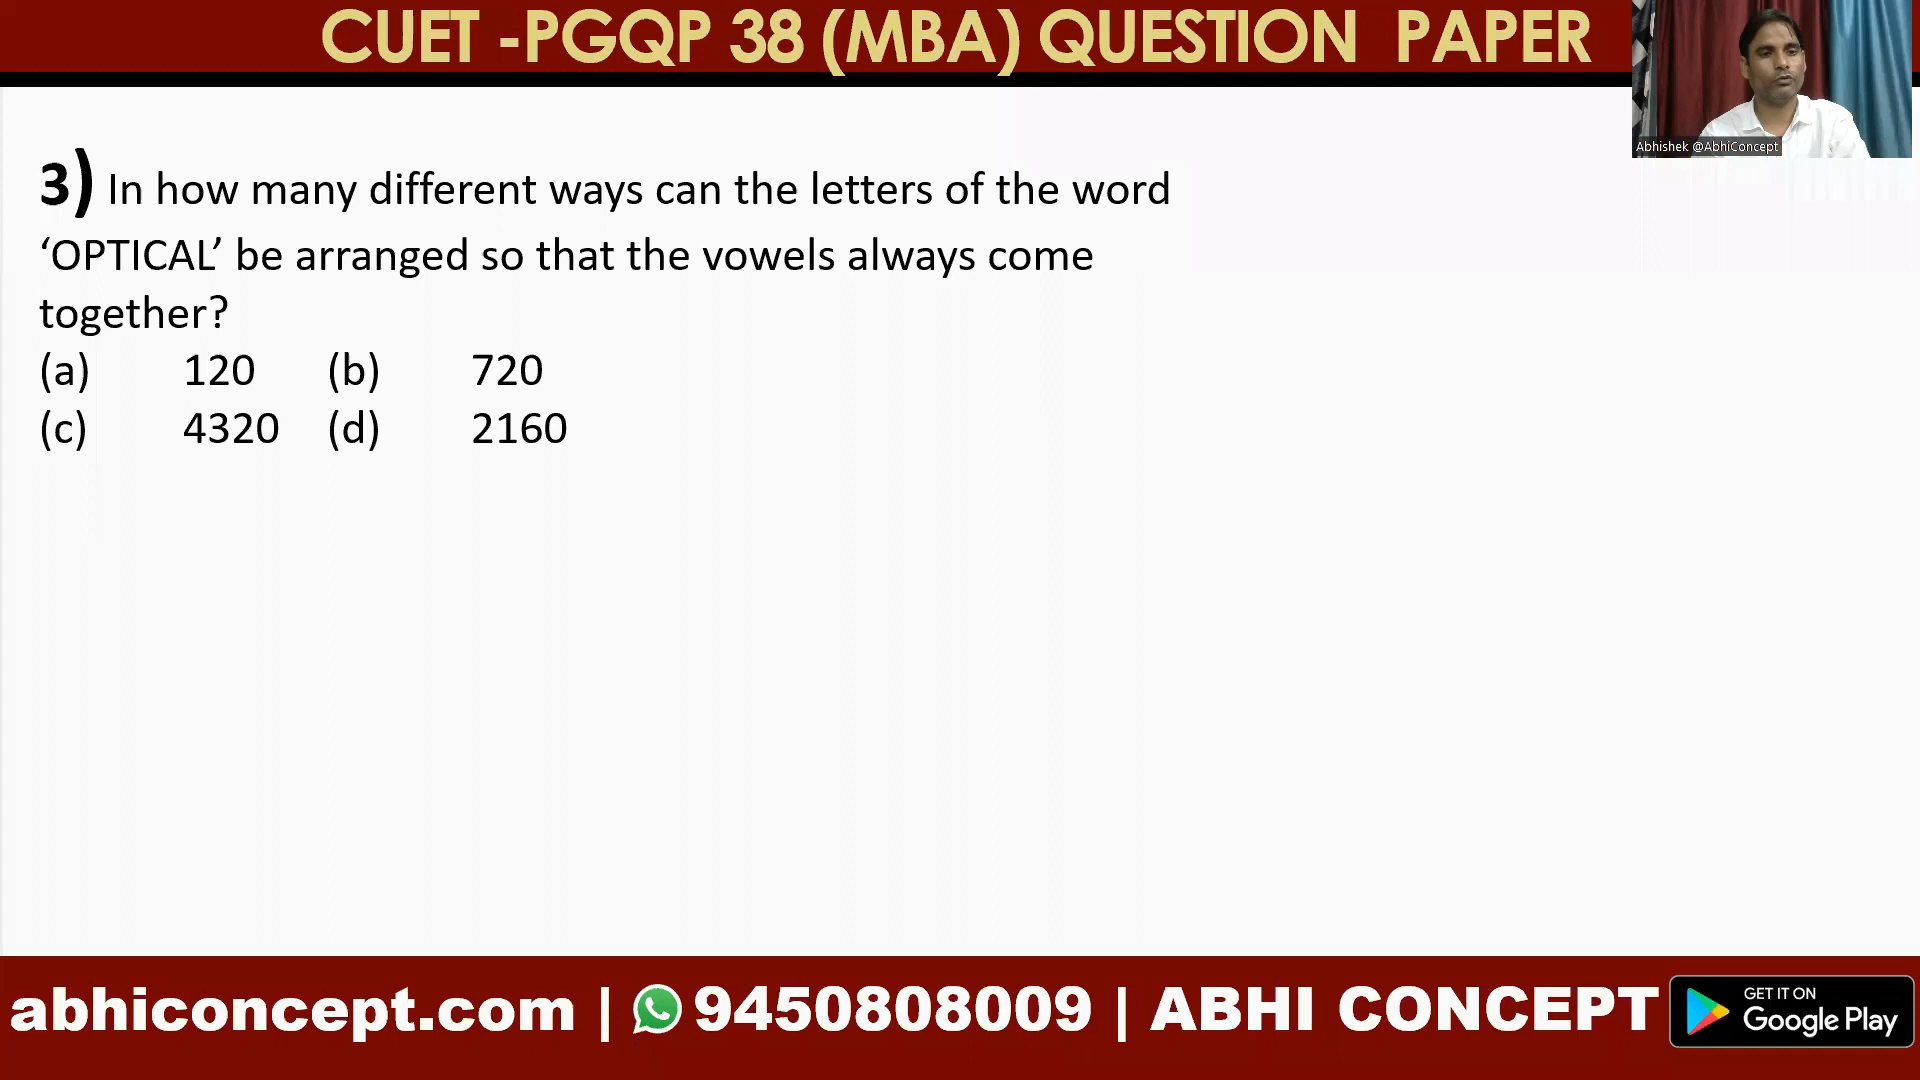 CUET -PGQP 38 (MBA) QUESTION PAPER
Abhishek @AbhiConcept
3) In how many different ways can the letters of the word
‘OPTICAL’ be arranged so that the vowels always come
together?
(a) 120 (b) 720
(c) 4320 (d) 2160
abhiconcept.com | 9450808009 | ABHI CONCEPT
GET IT ON
Google Play